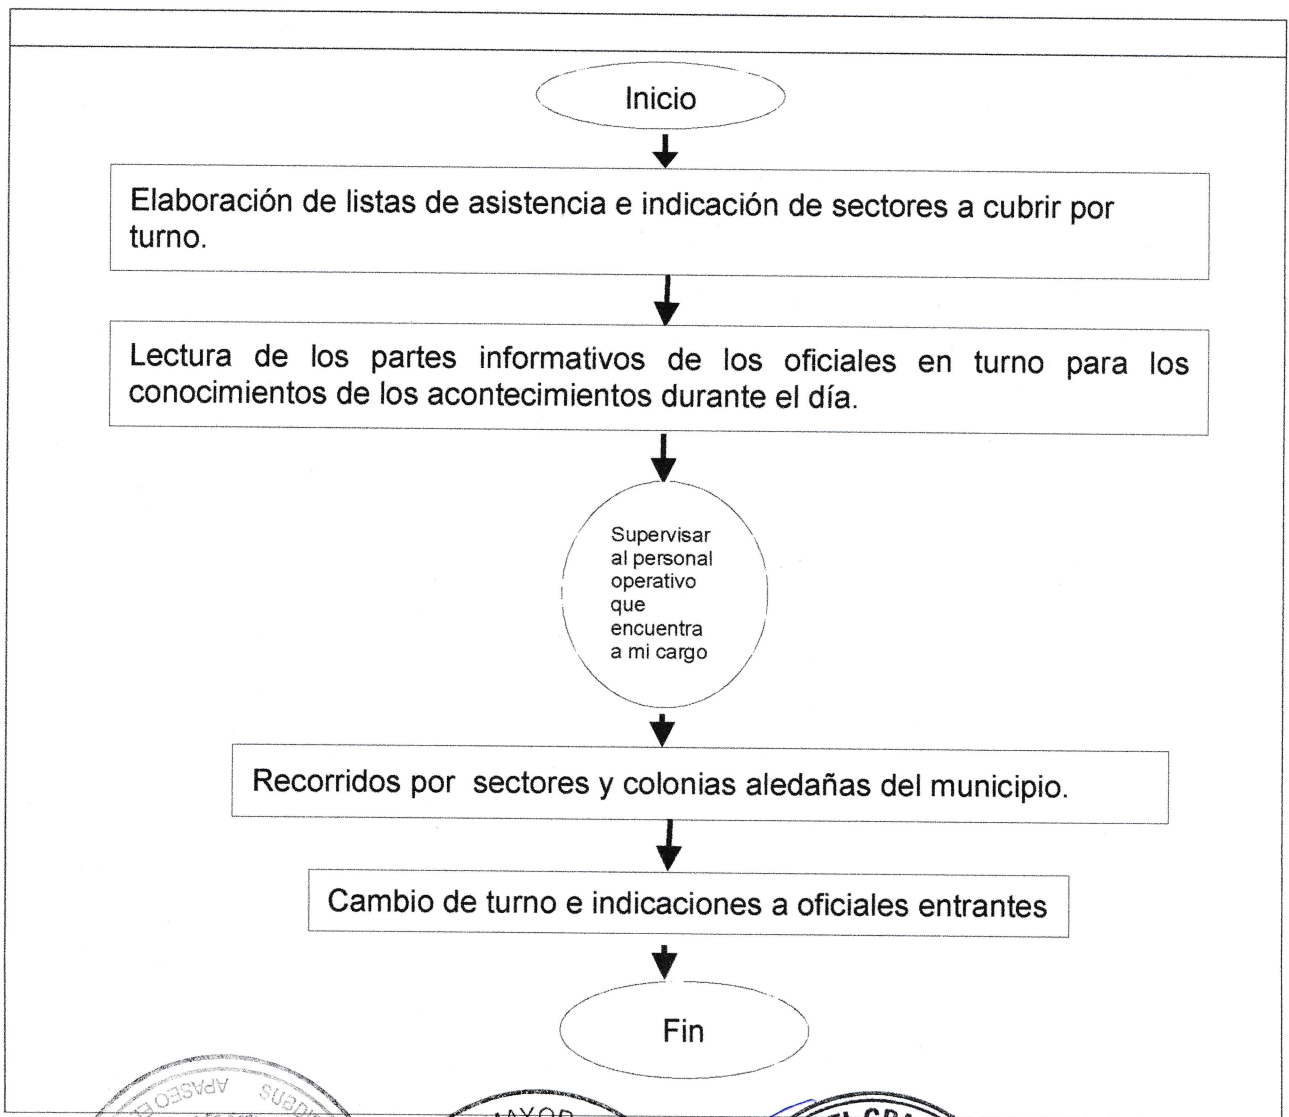 Inicio
Elaboración de listas de asistencia e indicación de sectores a cubrir por
turno.
Lectura de los partes informativos de los oficiales en turno para los
conocimientos de los acontecimientos durante el día.
Supervisar
al personal
operativo
que
encuentra
a mi cargo
Recorridos por sectores y colonias aledañas del municipio.
Cambio de turno e indicaciones a oficiales entrantes
Fin
APASEO
MAYOR